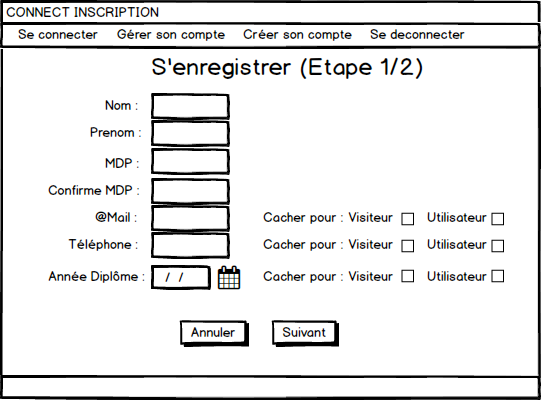 CONNECT INSCRIPTION
Se connecter Gérer son compte Créer son compte Se deconnecter
S'enregistrer (Etape 1/2)
Nom :
Prenom :
MDP :
Confirme MDP :
@Mail : Cacher pour : Visiteur Utilisateur
Téléphone : Cacher pour : Visiteur Utilisateur
Année Diplôme : / / Cacher pour : Visiteur Utilisateur
Annuler Suivant